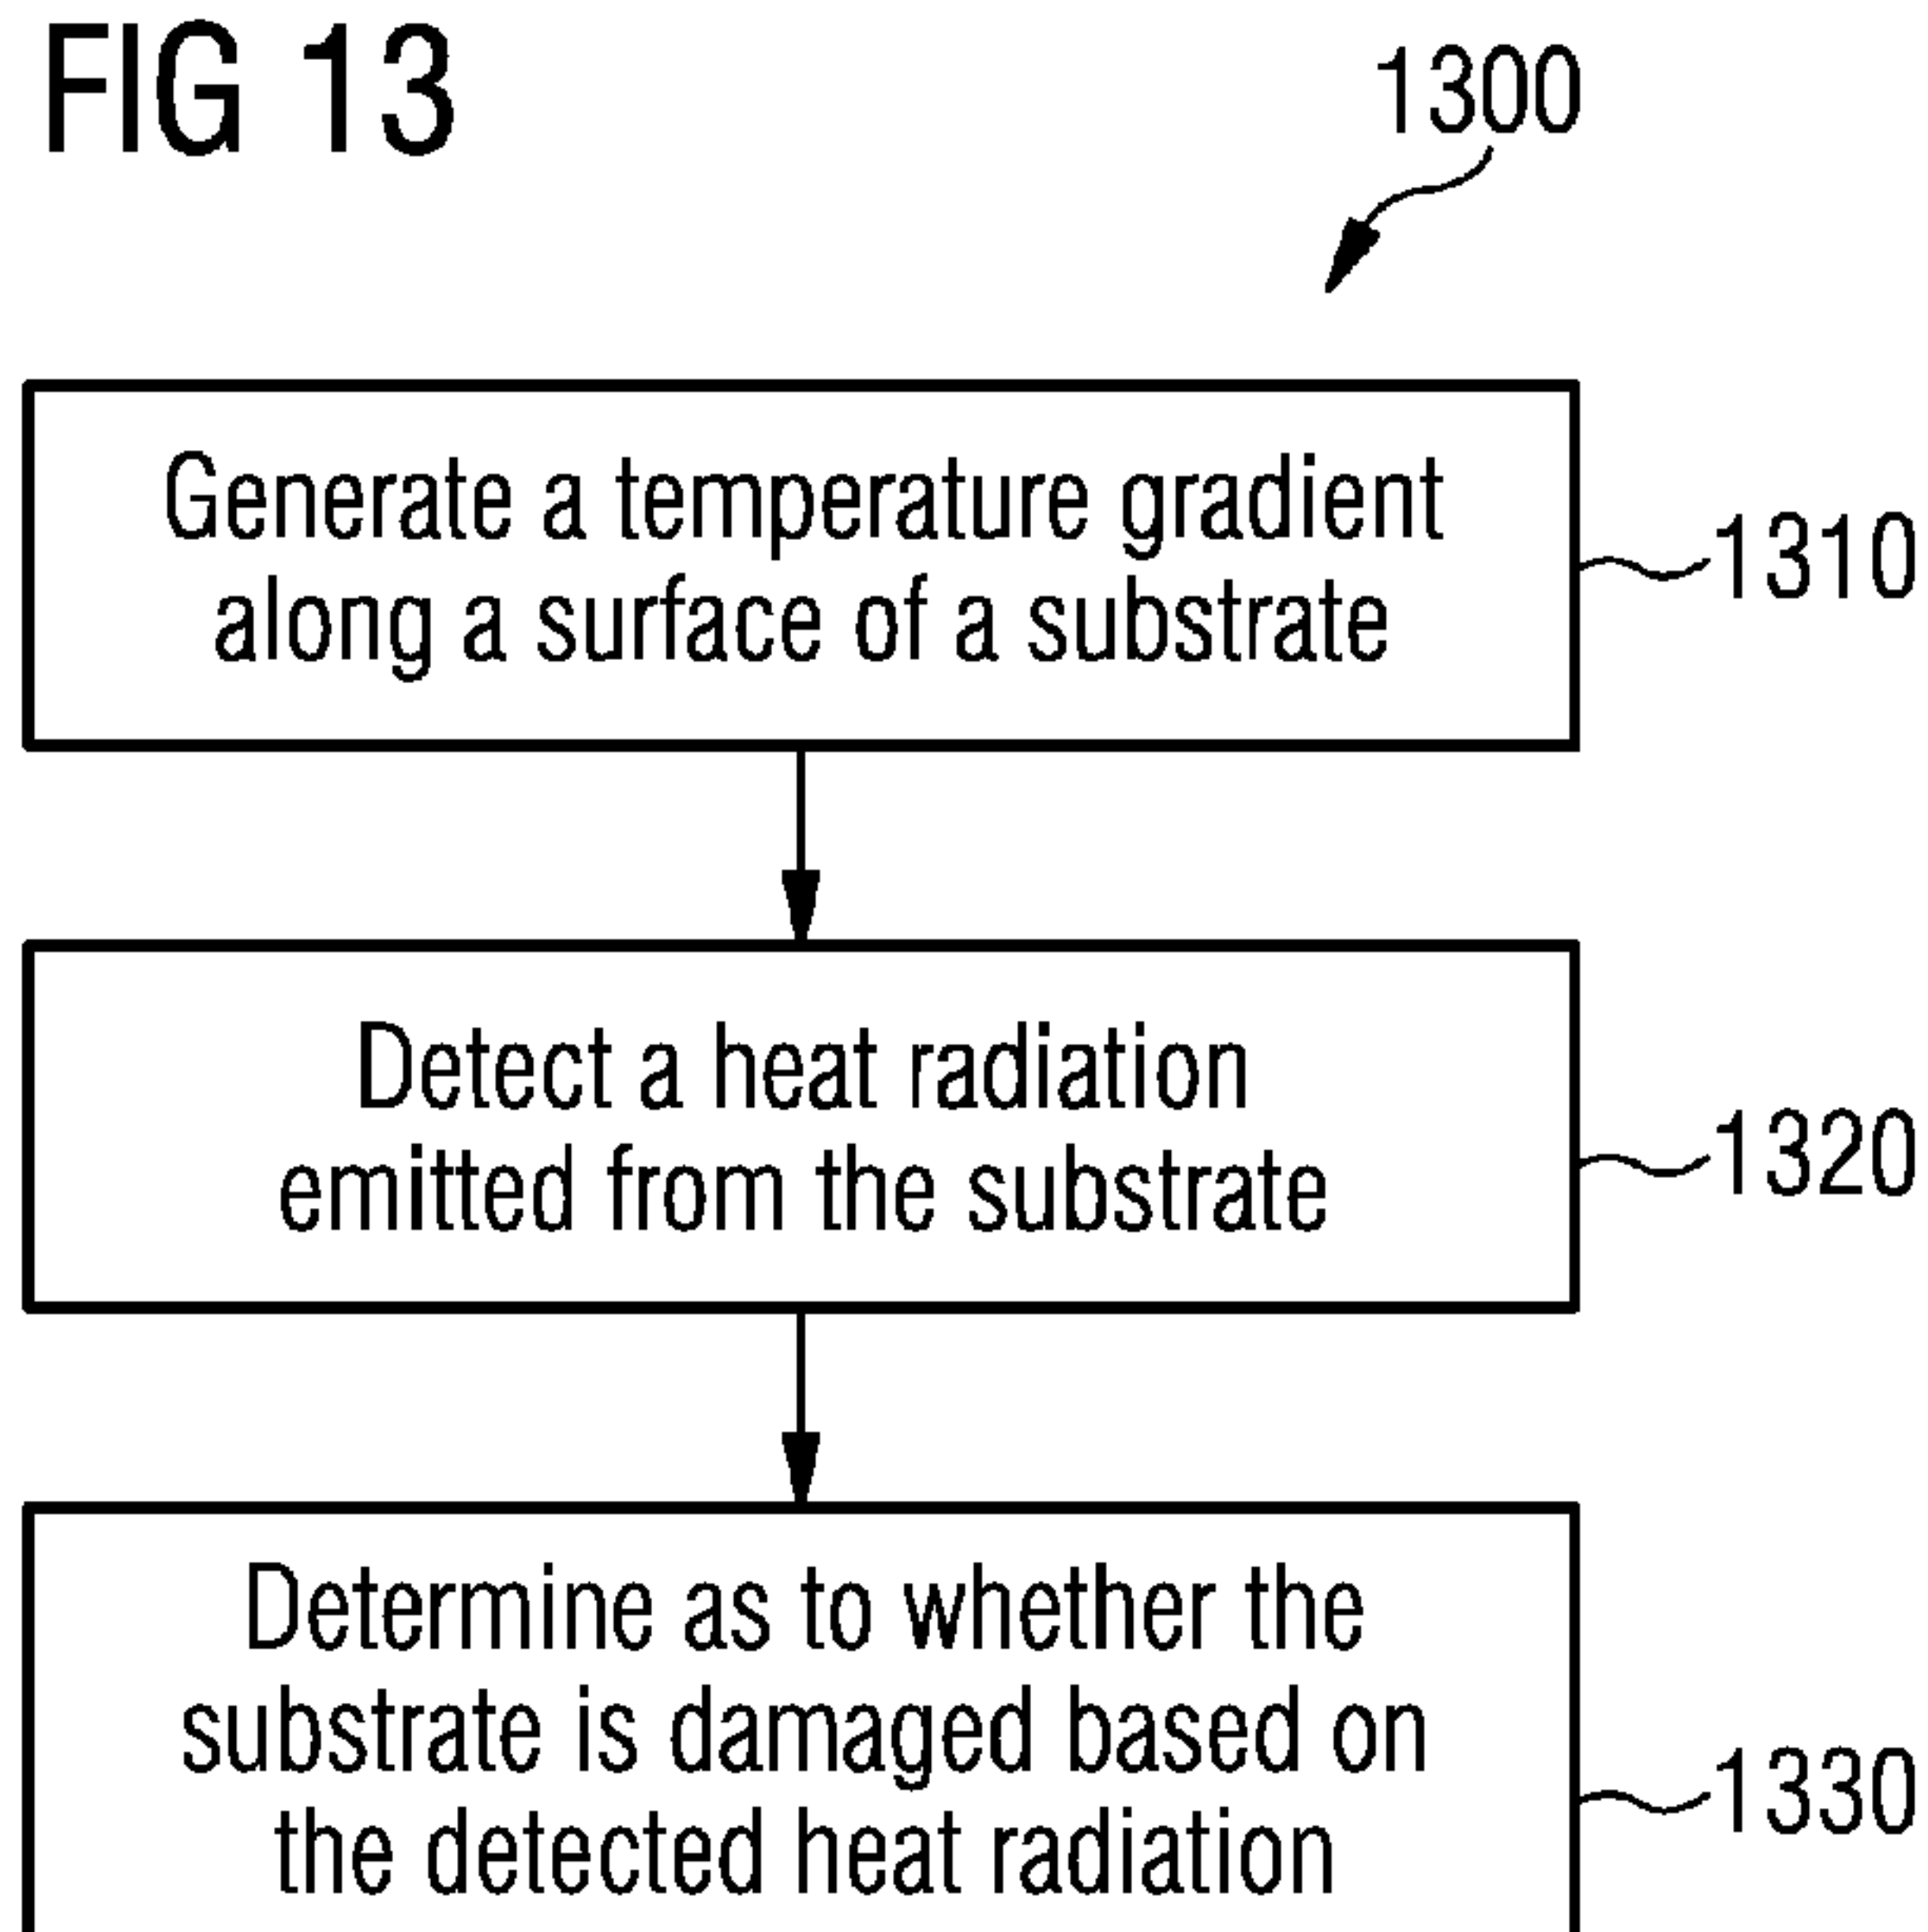 FIG 13
1300
Generate a temperature gradient
along a surface of a substrate
1310
Detect a heat radiation
emitted from the substrate
1320
Determine as to whether the
substrate is damaged based on
the detected heat radiation
1330